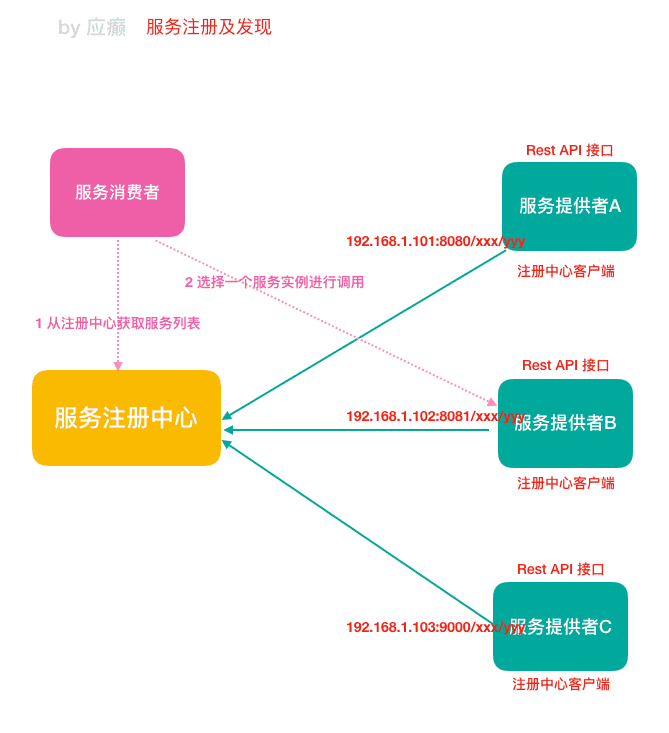 by 应癫 服务注册及发现
Rest API 接口
服务消费者
服务提供者A
192.168.1.101:8080/xxx/yyy
注册中心客户端
2 选择一个服务实例进行调用
1 从注册中心获取服务列表
Rest API 接口
服务注册中心
192.168.1.102:8081/xxx/yyy
服务提供者B
注册中心客户端
Rest API 接口
192.168.1.103:9000/xxx/yyy
服务提供者C
注册中心客户端